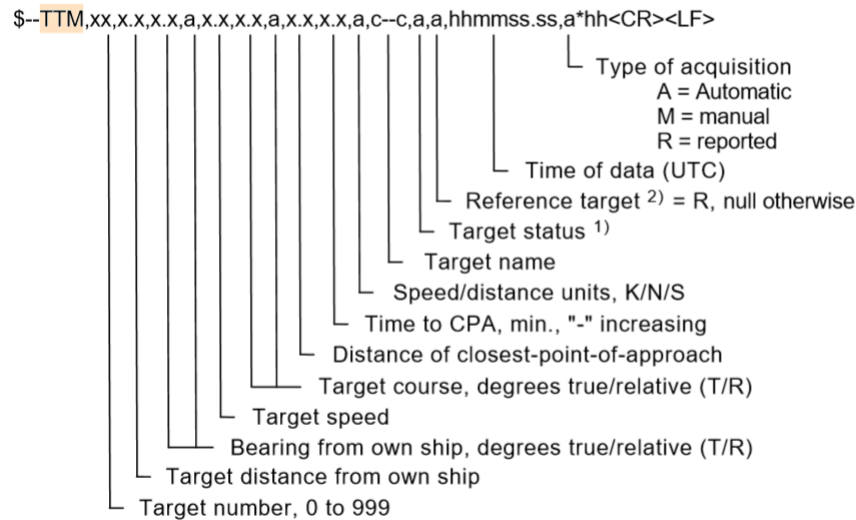 $--TTM,xx,x.x,x.x,a,x.x,x.x,a,x.x,x.x,a,c--c,a,a,hhmmss.ss,a*hh<CR><LF>
Type of acquisition
A = Automatic
M = manual
R = reported
Time of data (UTC)
Reference target 2) = R, null otherwise
Target status 1)
Target name
Speed/distance units, K/N/S
Time to CPA, min., "-" increasing
Distance of closest-point-of-approach
Target course, degrees true/relative (T/R)
Target speed
Bearing from own ship, degrees true/relative (T/R)
Target distance from own ship
Target number, 0 to 999